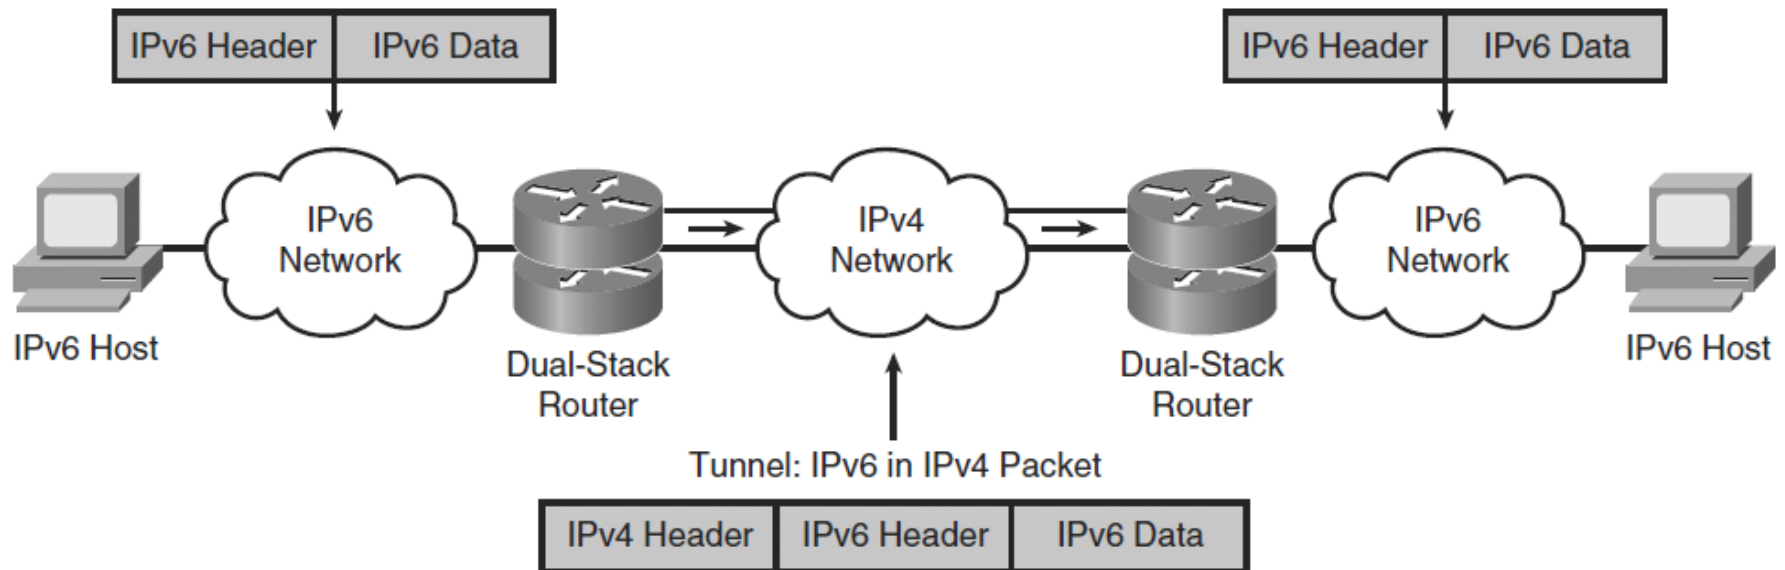 IPv6 Header IPv6 Data
IPv6 Header IPv6 Data
IPv6
Network
IPv4
Network
IPv6
Network
IPv6 Host
Dual-Stack
Router
Dual-Stack
Router
IPv6 Host
Tunnel: IPv6 in IPv4 Packet
IPv4 Header IPv6 Header IPv6 Data